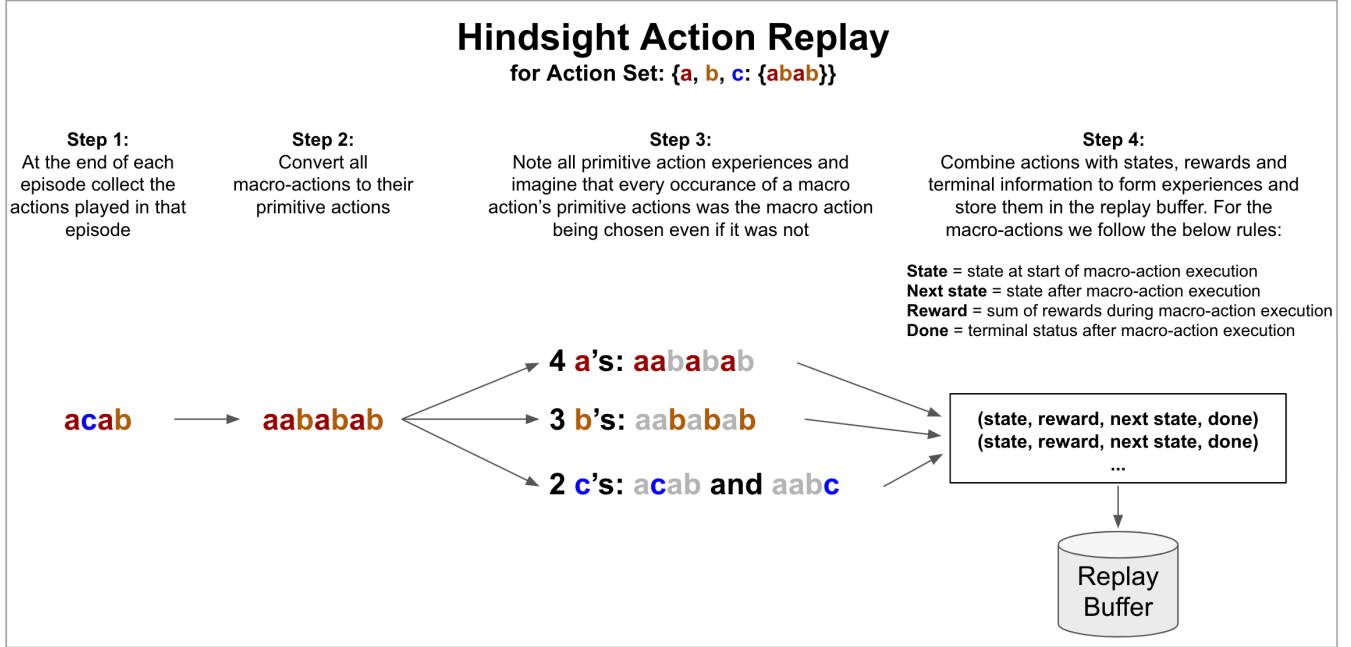 Hindsight Action Replay
for Action Set: {a, b, c: {abab}}
Step 1:
At the end of each
episode collect the
actions played in that
episode
Step 2:
Convert all
macro-actions to their
primitive actions
Step 3:
Note all primitive action experiences and
imagine that every occurance of a macro
action's primitive actions was the macro action
being chosen even if it was not
Step 4:
Combine actions with states, rewards and
terminal information to form experiences and
store them in the replay buffer. For the
macro-actions we follow the below rules:
State = state at start of macro-action execution
Next state = state after macro-action execution
Reward = sum of rewards during macro-action execution
Done = terminal status after macro-action execution
acab
aababab
4 a's: aababab
3 b's: aababab
2 c's: acab and aabc
(state, reward, next state, done)
(state, reward, next state, done)
...
Replay
Buffer